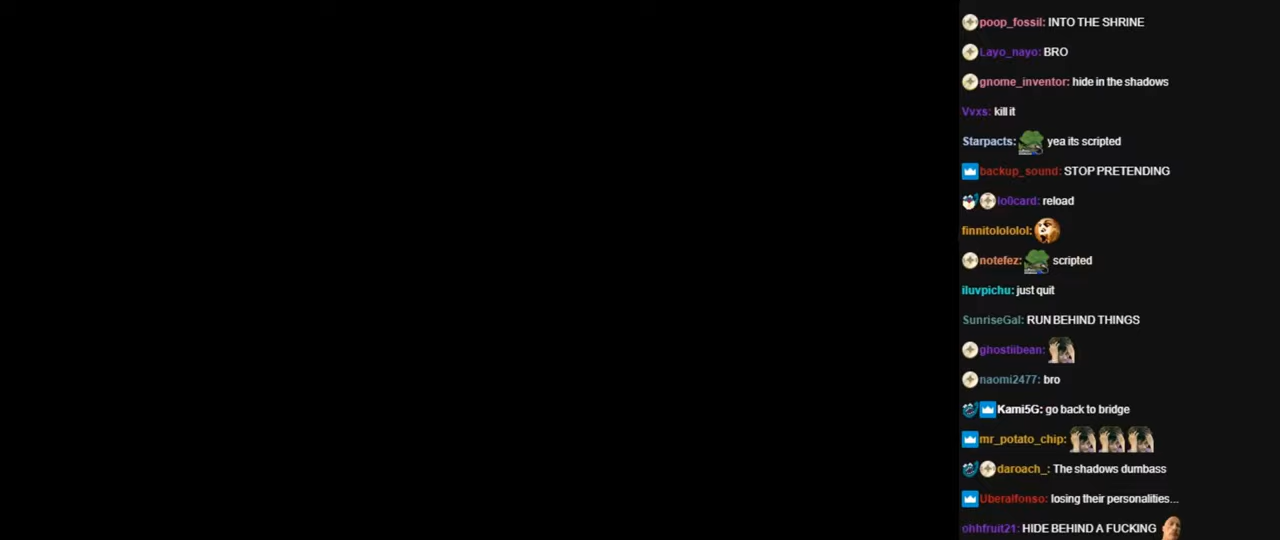 poop_fossil: INTO THE SHRINE
Layo_nayo: BRO
gnome_inventor: hide in the shadows
Vvxs: kill it
Starpacts: yea its scripted
backup_sound: STOP PRETENDING
lo0card: reload
finnitolololol:
notefez: scripted
iluvpichu: just quit
SunriseGal: RUN BEHIND THINGS
ghostiibean:
naomi2477: bro
Kami5G: go back to bridge
mr_potato_chip:
daroach_: The shadows dumbass
Uberalfonso: losing their personalities...
ohhfruit21: HIDE BEHIND A FUCKING